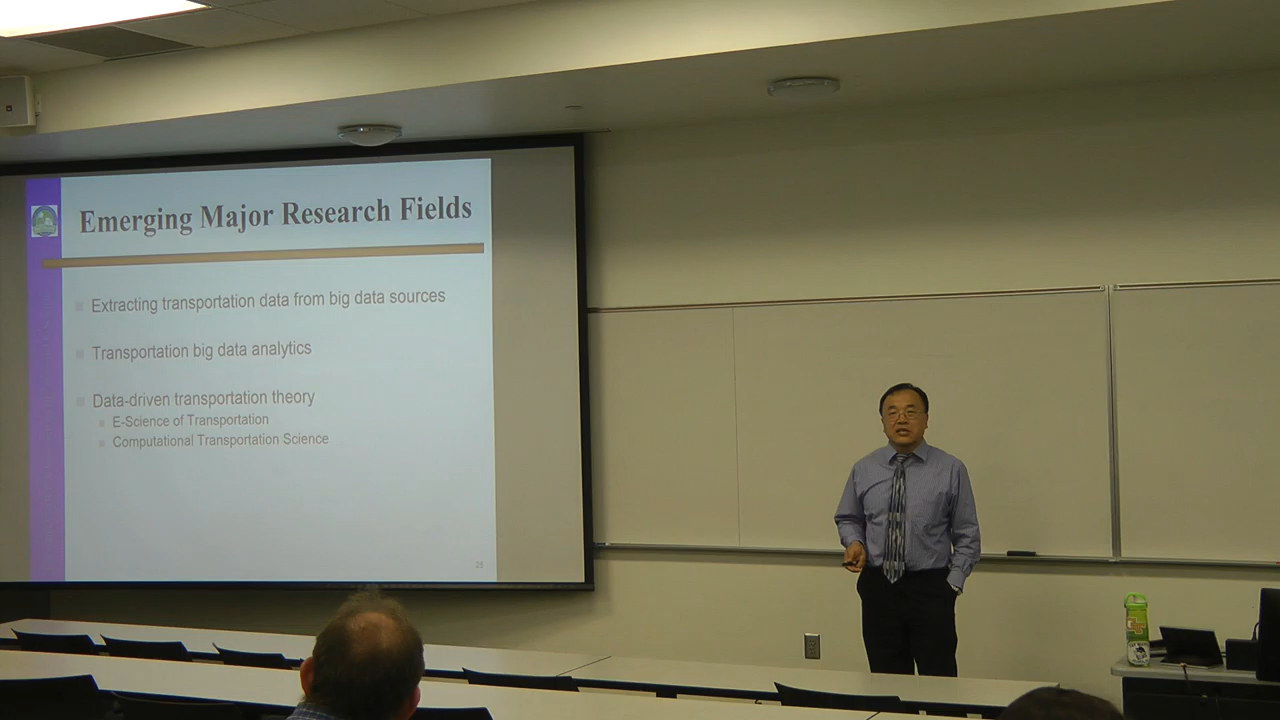 Emerging Major Research Fields
Extracting transportation data from big data sources
Transportation big data analytics
Data-driven transportation theory
E-Science of Transportation
Computational Transportation Science